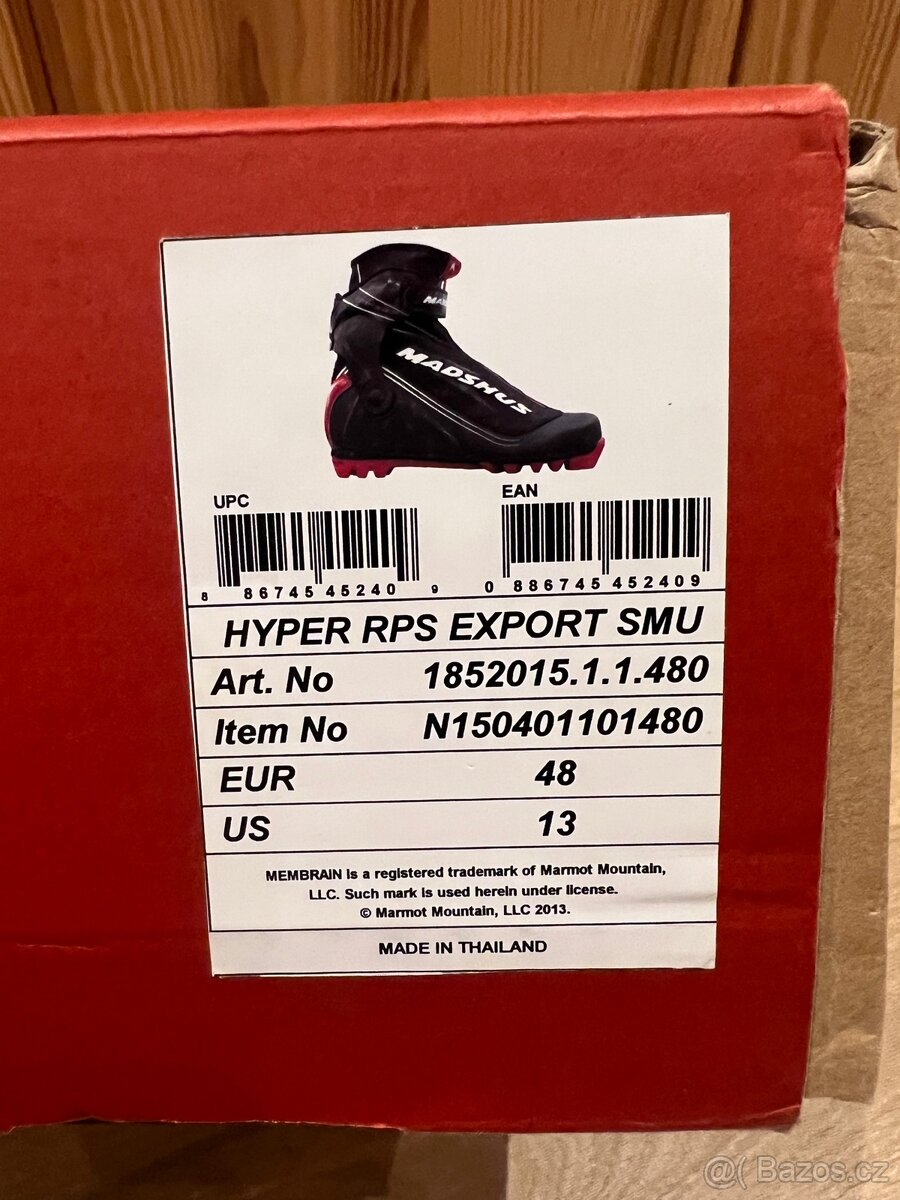 MADSHUS
UPC
EAN
8 86745 45240 9
0 886745 452409
HYPER RPS EXPORT SMU
Art. No 1852015.1.1.480
Item No N150401101480
EUR 48
US 13
MEMBRAIN is a registered trademark of Marmot Mountain,
LLC. Such mark is used herein under license.
© Marmot Mountain, LLC 2013.
MADE IN THAILAND
@( Bazos.cz